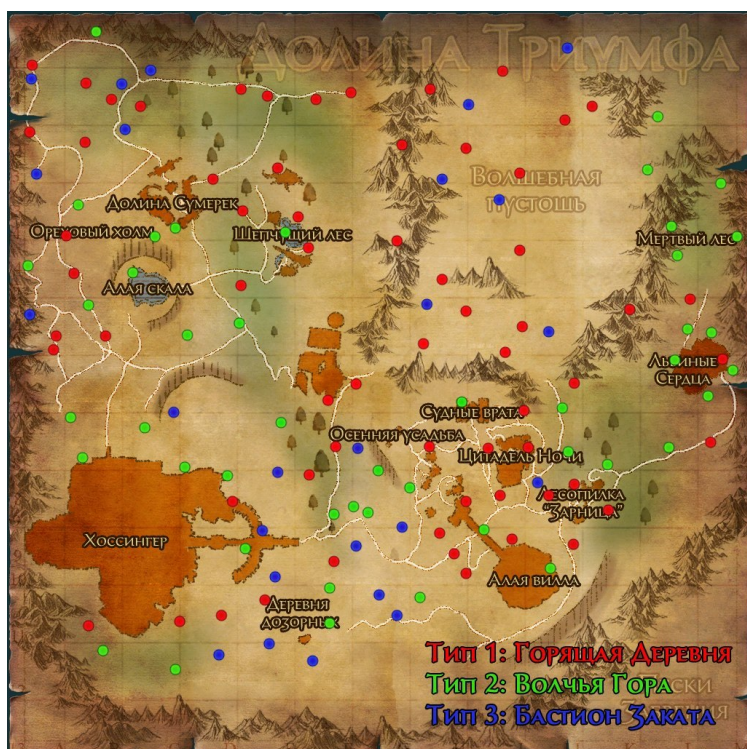 Долина Триумфа
Волшебная
пустошь
Долина Сумерек
Ореховый холм
Шепчущий лес
Мертвый лес
Алая скала
Львиные
Сердца
Судные врата
Осенняя усадьба
Цитадель Ночи
Лесопилка
"Зарница"
Хоссингер
Алая вилла
Деревня
дозорных
Тип 1: Горящая Деревня
Тип 2: Волчья Гора
Тип 3: Бастион Заката